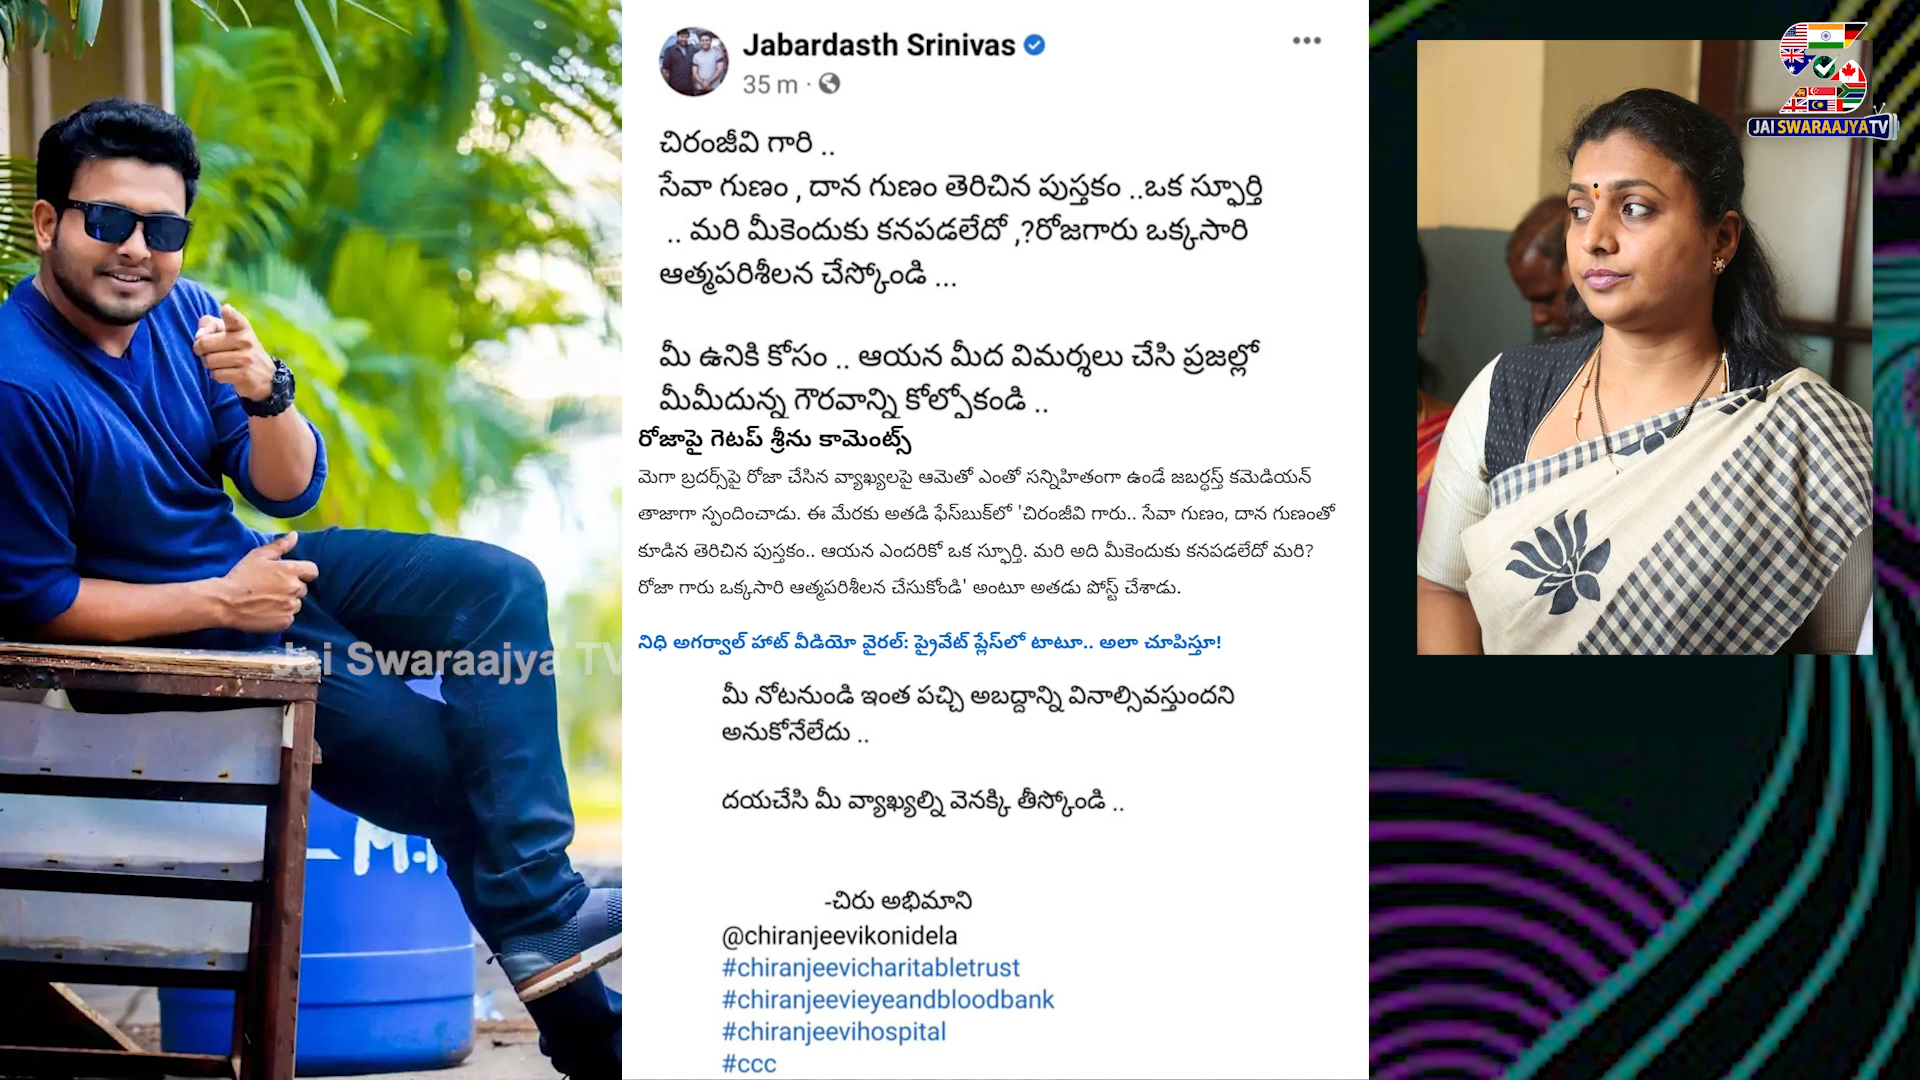 Jabardasth Srinivas
35 m
చిరంజీవి గారి ..
సేవా గుణం , దాన గుణం తెరిచిన పుస్తకం ..ఒక స్ఫూర్తి
.. మరి మీకెందుకు కనపడలేదో ,?రోజగారు ఒక్కసారి
ఆత్మపరిశీలన చేస్కోండి ...
మీ ఉనికి కోసం .. ఆయన మీద విమర్శలు చేసి ప్రజల్లో
మీమీదున్న గౌరవాన్ని కోల్పోకండి ..
రోజాపై గెటప్ శ్రీను కామెంట్స్
మెగా బ్రదర్స్‌పై రోజా చేసిన వ్యాఖ్యలపై ఆమెతో ఎంతో సన్నిహితంగా ఉండే జబర్ధస్త్ కమెడియన్
తాజాగా స్పందించాడు. ఈ మేరకు అతడి ఫేస్‌బుక్‌లో 'చిరంజీవి గారు.. సేవా గుణం, దాన గుణంతో
కూడిన తెరిచిన పుస్తకం.. ఆయన ఎందరికో ఒక స్ఫూర్తి. మరి అది మీకెందుకు కనపడలేదో మరి?
రోజా గారు ఒక్కసారి ఆత్మపరిశీలన చేసుకోండి' అంటూ అతడు పోస్ట్ చేశాడు.
నిధి అగర్వాల్ హాట్ వీడియో వైరల్: ప్రైవేట్ ప్లేస్‌లో టాటూ.. అలా చూపిస్తూ!
మీ నోటనుండి ఇంత పచ్చి అబద్దాన్ని వినాల్సివస్తుందని
అనుకోనేలేదు ..
దయచేసి మీ వ్యాఖ్యల్ని వెనక్కి తీస్కోండి ..
-చిరు అభిమాని
@chiranjeevikonidela
#chiranjeevicharitabletrust
#chiranjeevieyeandbloodbank
#chiranjeevihospital
#ccc
Jai Swaraajya TV
JAI SWARAAJYA TV